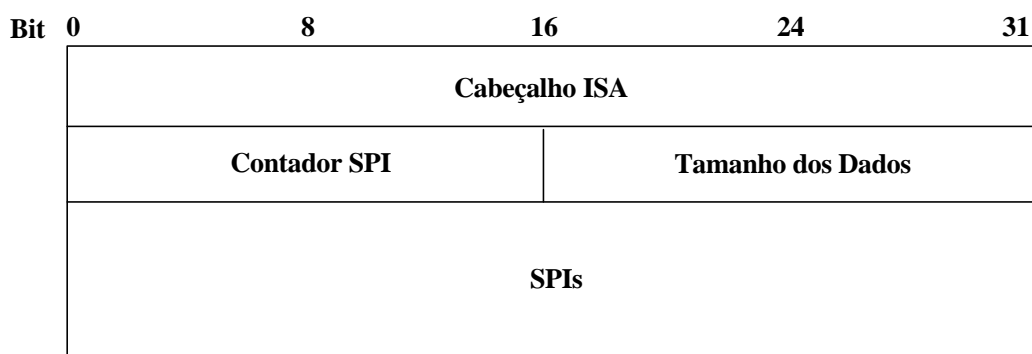 Bit 0 8 16 24 31
Cabeçalho ISA
Contador SPI Tamanho dos Dados
SPIs